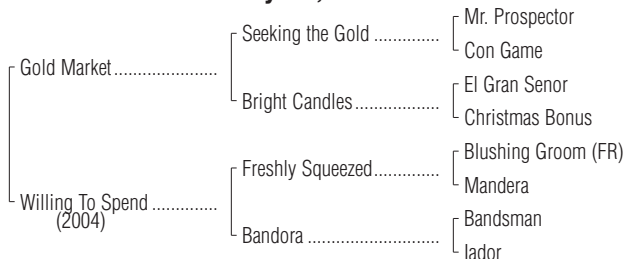 Mr. Prospector
Seeking the Gold ..............
Con Game
Gold Market......................
El Gran Senor
Bright Candles..................
Christmas Bonus
Blushing Groom (FR)
Freshly Squeezed..............
Mandera
Willing To Spend ..............
(2004)
Bandsman
Bandora ............................
Iador